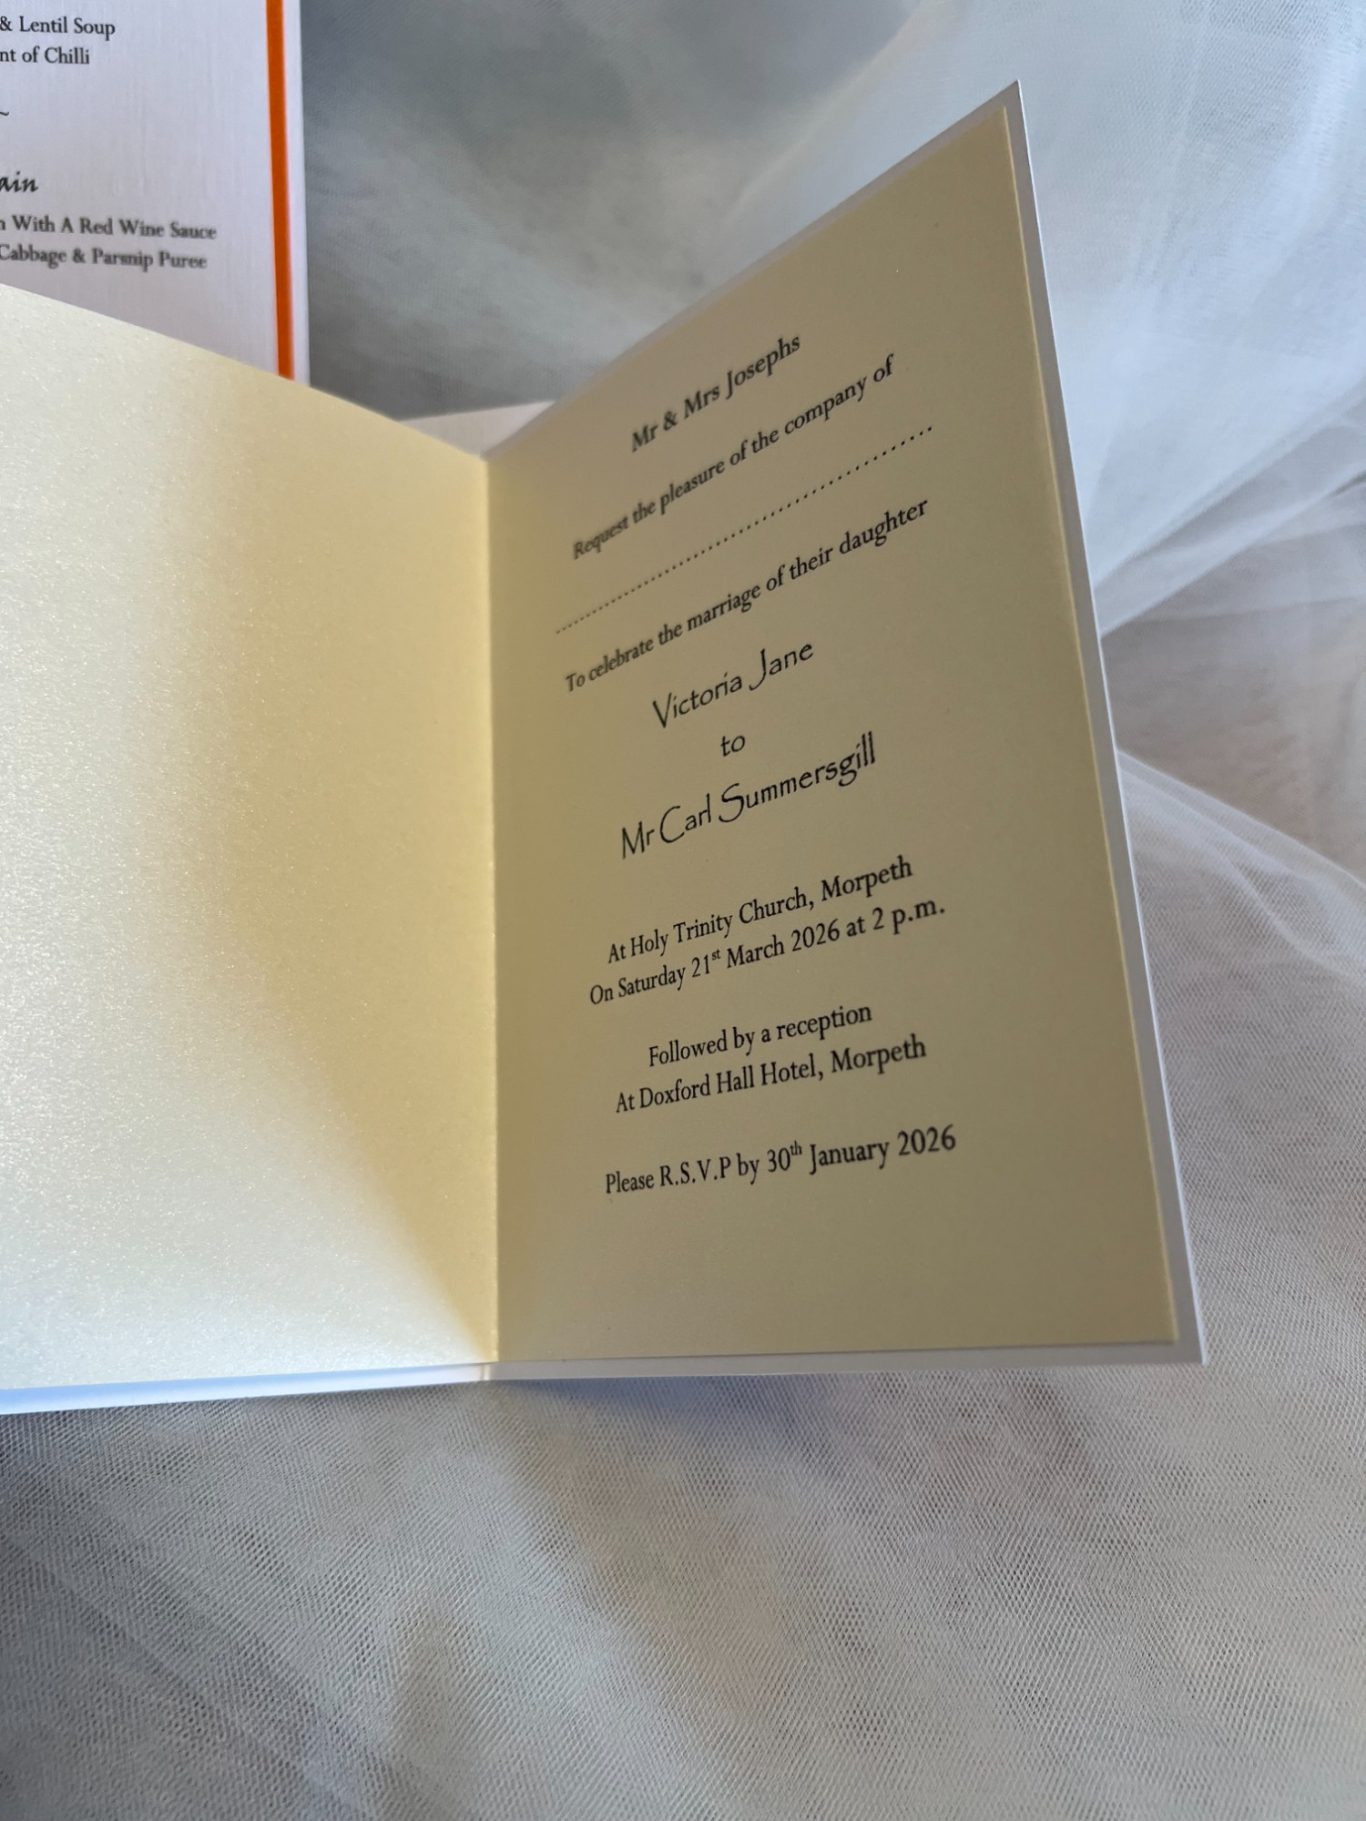 & Lentil Soup
of Chilli
~
With A Red Wine Sauce
Cabbage & Parsnip Puree
Mr & Mrs Josephs
Request the pleasure of the company of
..............................................
To celebrate the marriage of their daughter
Victoria Jane
to
Mr Carl Summersgill
At Holy Trinity Church, Morpeth
On Saturday 21st March 2026 at 2 p.m.
Followed by a reception
At Doxford Hall Hotel, Morpeth
Please R.S.V.P by 30th January 2026